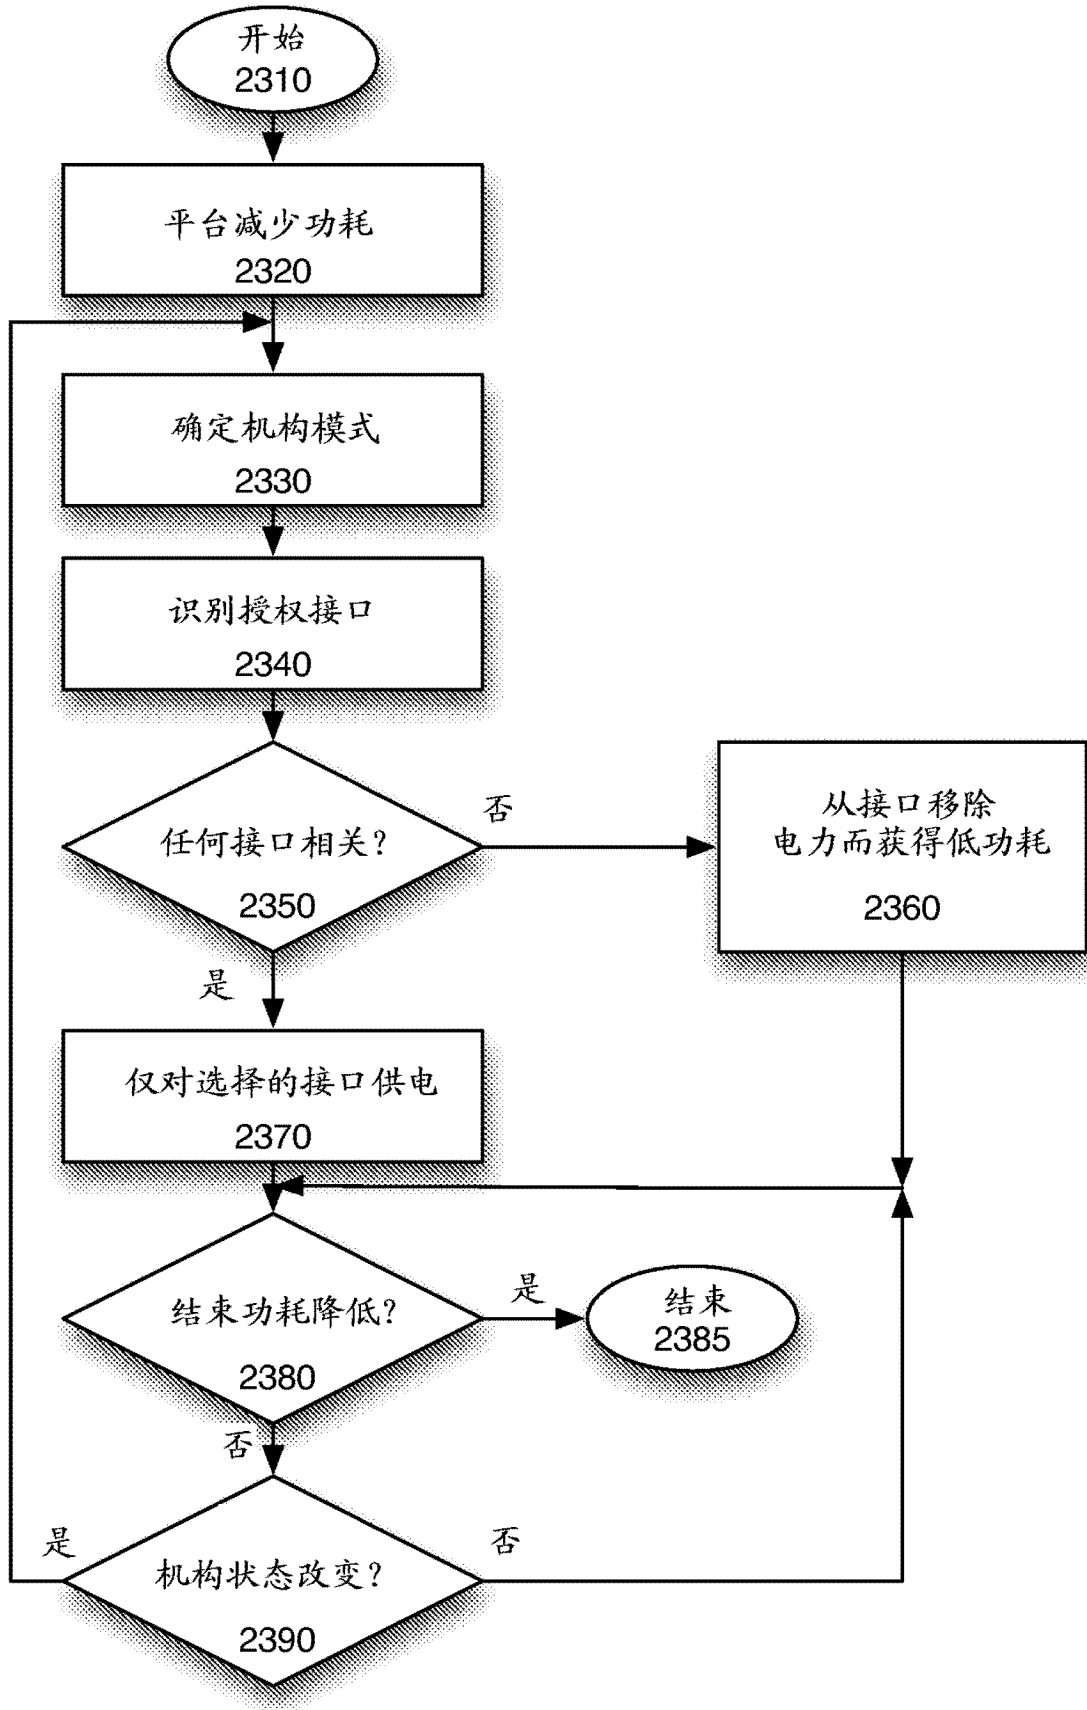 开始
2310
平台减少功耗
2320
确定机构模式
2330
识别授权接口
2340
任何接口相关?
2350
否
从接口移除
电力而获得低功耗
2360
是
仅对选择的接口供电
2370
结束功耗降低?
2380
是
结束
2385
否
机构状态改变?
2390
是
否